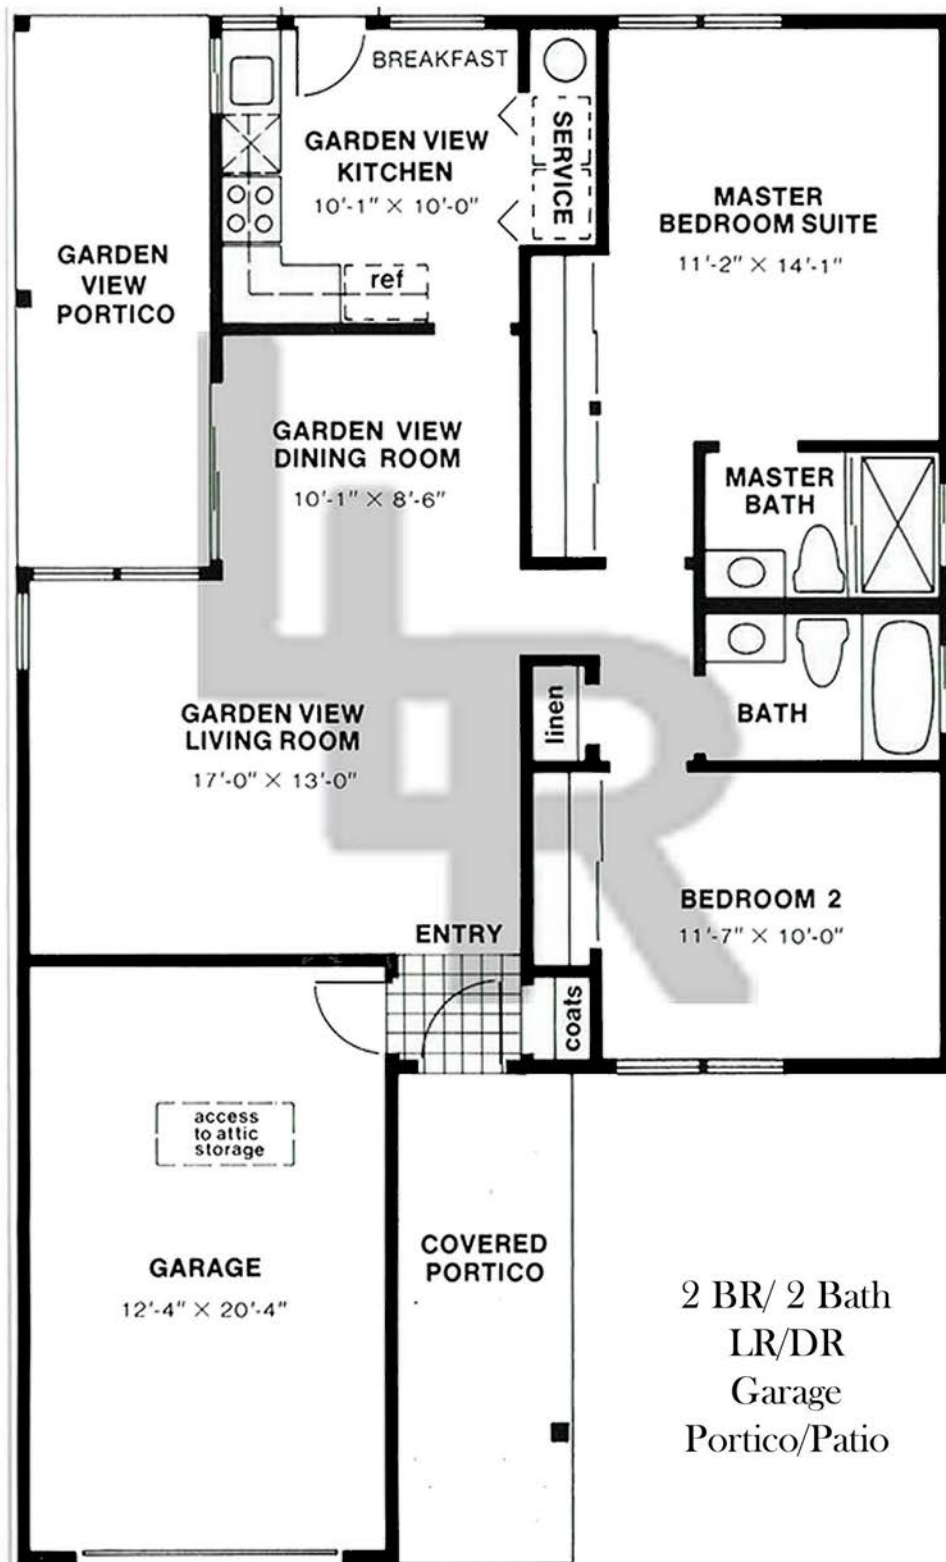 BREAKFAST
GARDEN VIEW
KITCHEN
10'-1" × 10'-0"
SERVICE
MASTER
BEDROOM SUITE
11'-2" × 14'-1"
GARDEN
VIEW
PORTICO
ref
GARDEN VIEW
DINING ROOM
10'-1" × 8'-6"
MASTER
BATH
GARDEN VIEW
LIVING ROOM
17'-0" × 13'-0"
linen
BATH
BEDROOM 2
11'-7" × 10'-0"
ENTRY
coats
access
to attic
storage
GARAGE
12'-4" × 20'-4"
COVERED
PORTICO
2 BR/ 2 Bath
LR/DR
Garage
Portico/Patio
HR